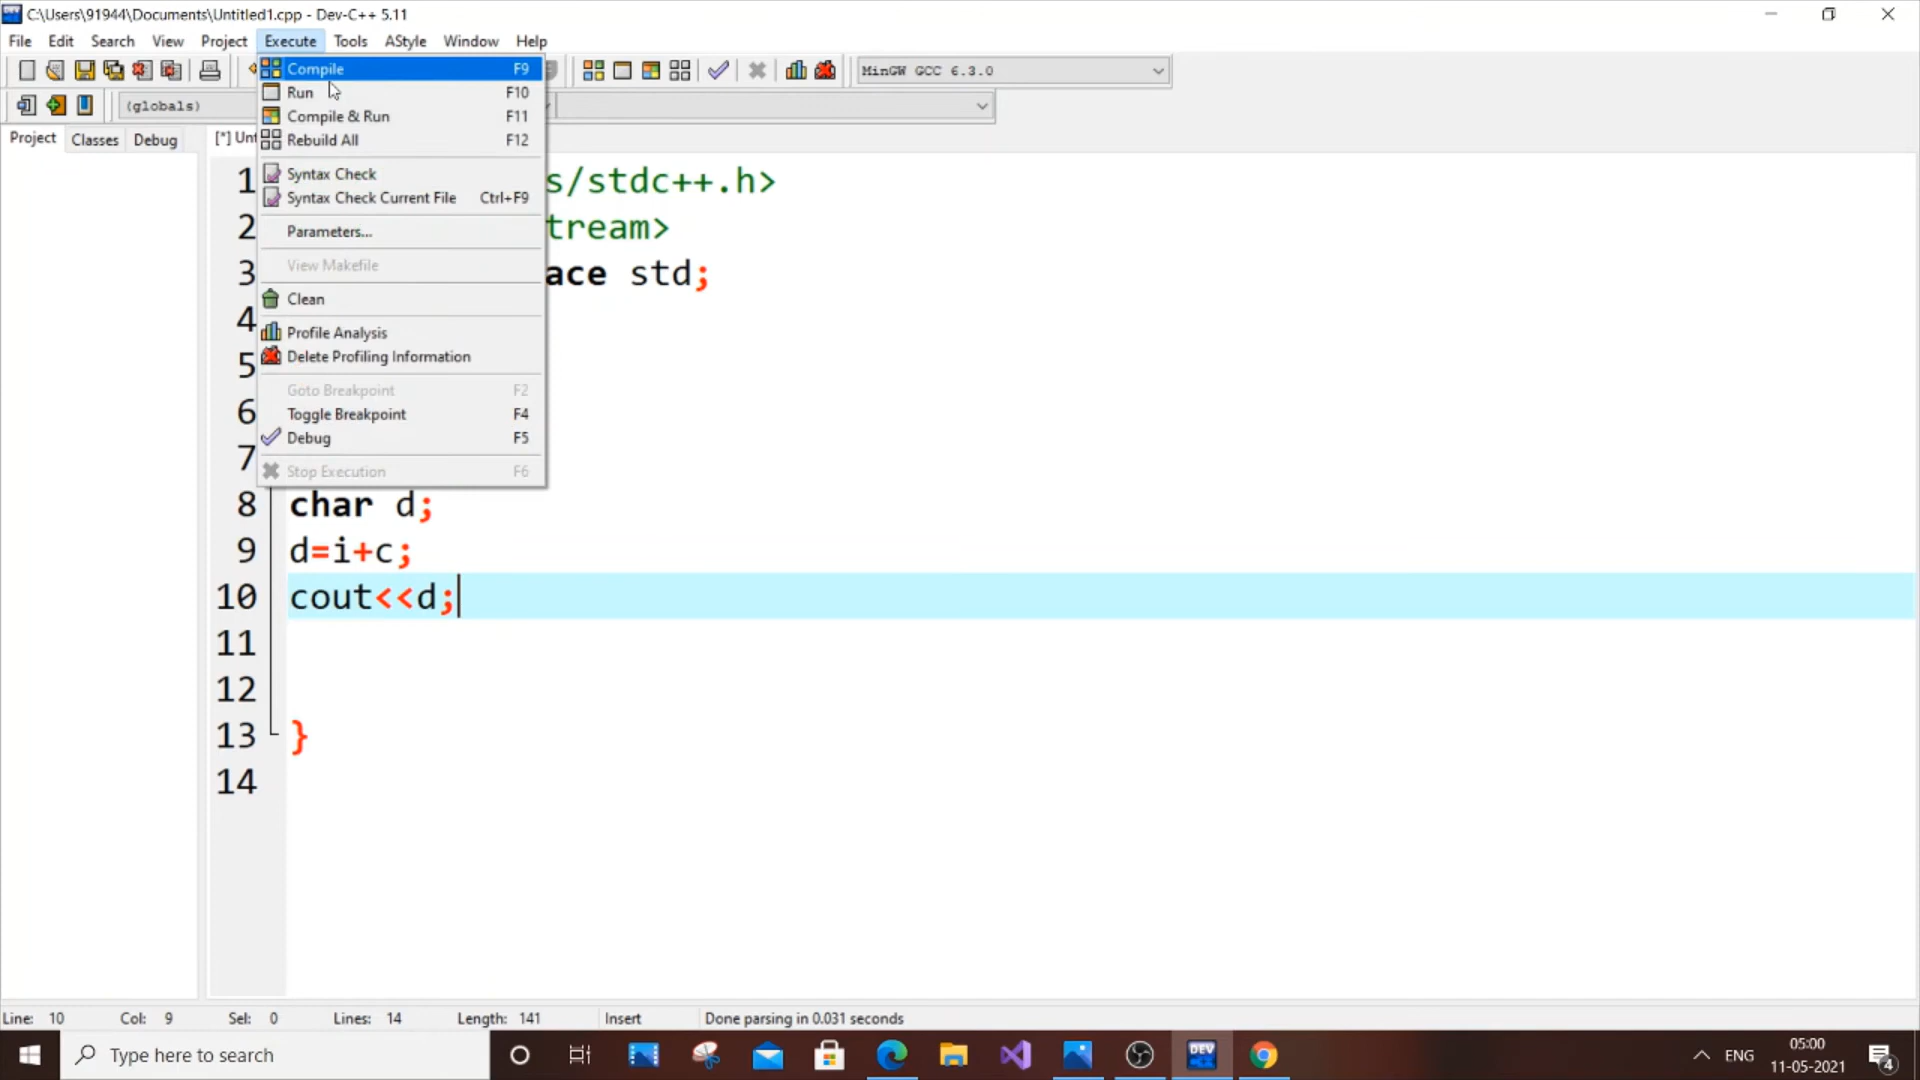 C:\Users\91944\Documents\Untitled1.cpp - Dev-C++ 5.11
File Edit Search View Project Execute Tools AStyle Window Help
MinGW GCC 6.3.0
(globals)
Project Classes Debug [*] Unt
Compile F9
Run F10
Compile & Run F11
Rebuild All F12
Syntax Check
Syntax Check Current File Ctrl+F9
Parameters...
View Makefile
Clean
Profile Analysis
Delete Profiling Information
Goto Breakpoint F2
Toggle Breakpoint F4
Debug F5
Stop Execution F6
1 s/stdc++.h>
2 tream>
3 ace std;
4
5
6
7
8 char d;
9 d=i+c;
10 cout<<d;
11
12
13 }
14
Line: 10 Col: 9 Sel: 0 Lines: 14 Length: 141 Insert Done parsing in 0.031 seconds
Type here to search
DEV
ENG
05:00
11-05-2021
4